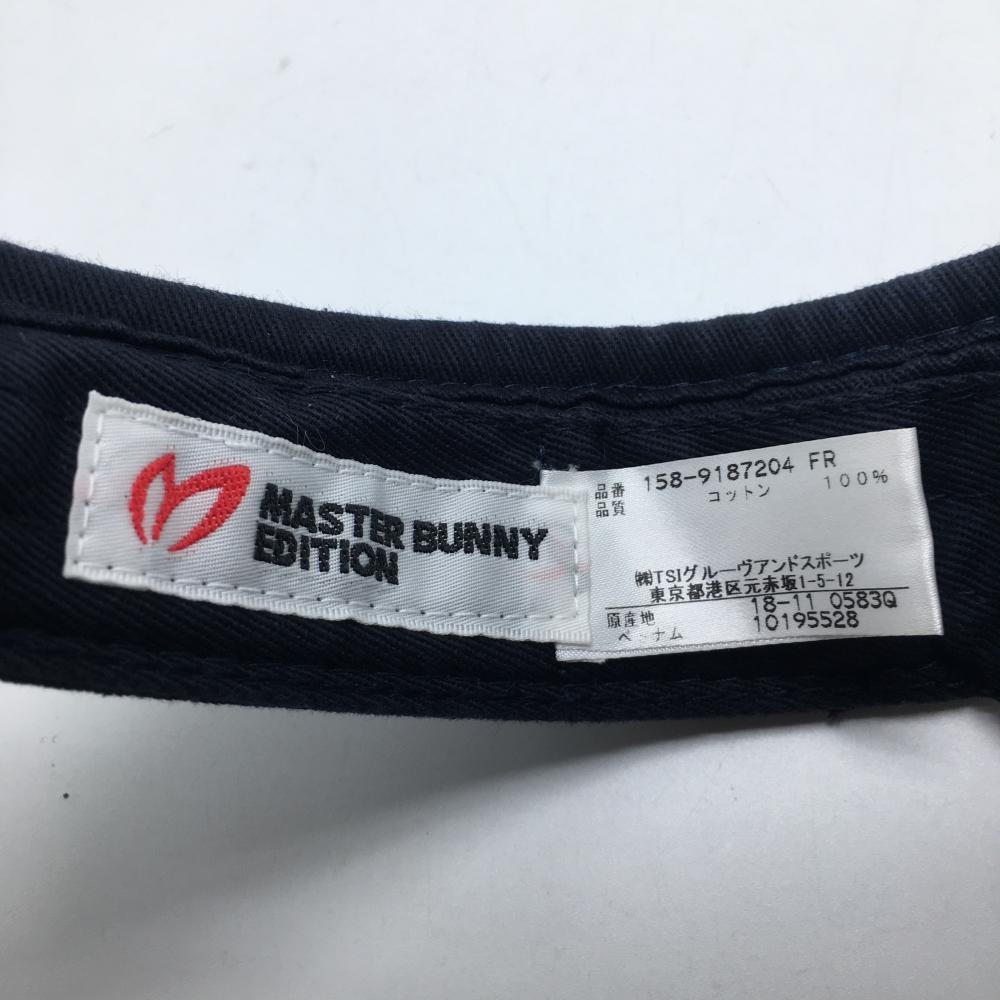 MASTER BUNNY
EDITION
品番 158-9187204 FR
品質 コットン 100%
㈱TSIグルーヴアンドスポーツ
東京都港区元赤坂1-5-12
18-11 0583Q
原産地 10195528
ベトナム